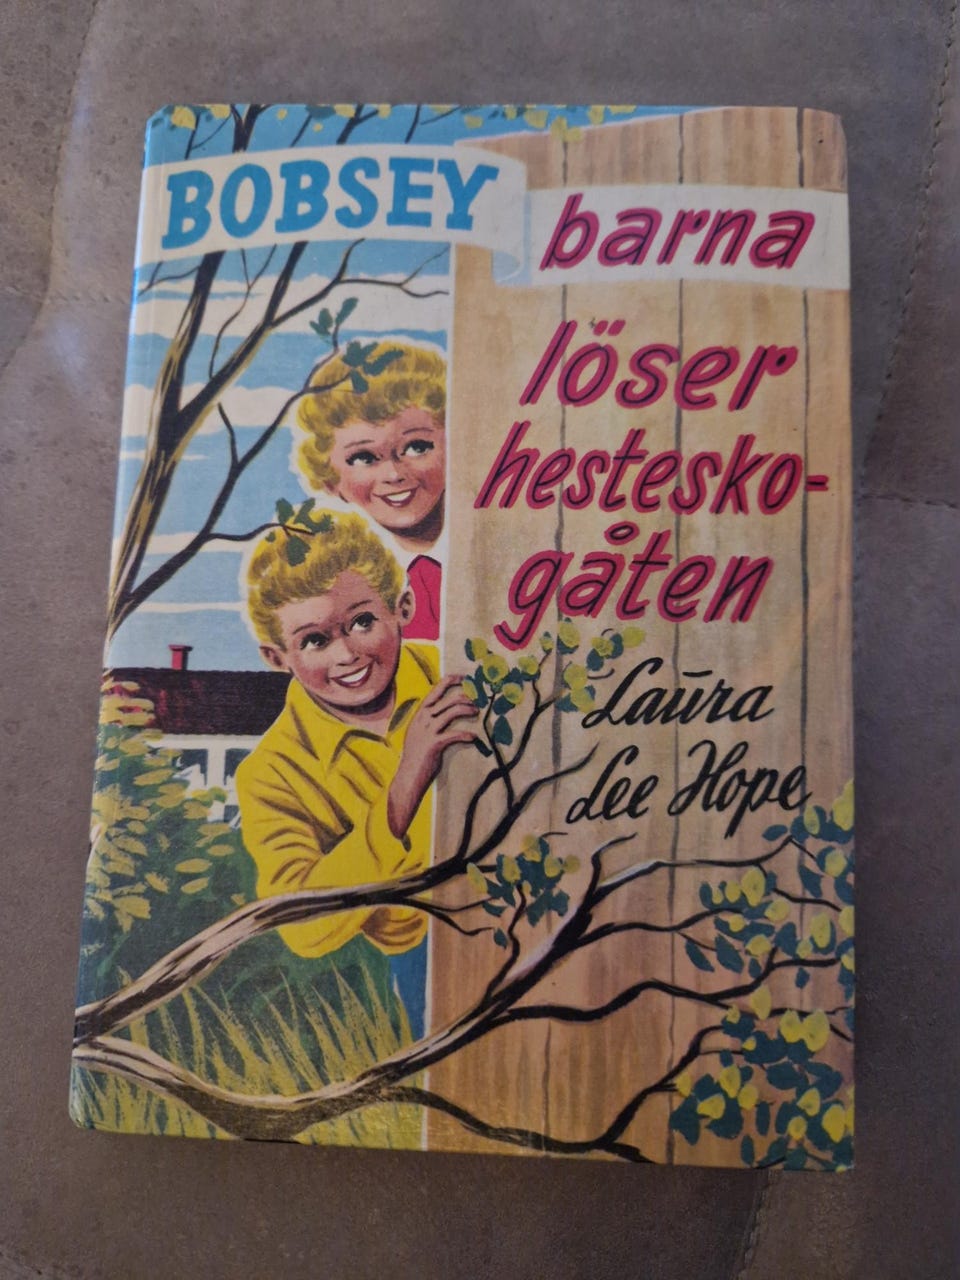 BOBSEY barna
löser
hestesko-
gåten
Laura
Lee Hope